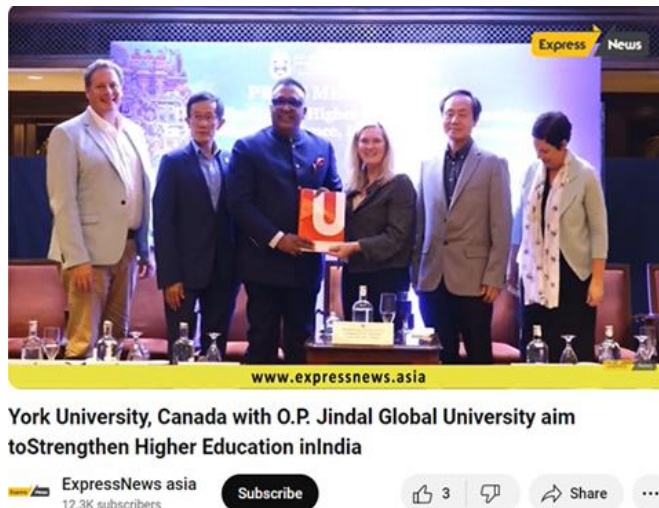 Express News
U
www.expressnews.asia
York University, Canada with O.P. Jindal Global University aim
toStrengthen Higher Education inIndia
ExpressNews asia
12.3K subscribers
Subscribe
3
Share